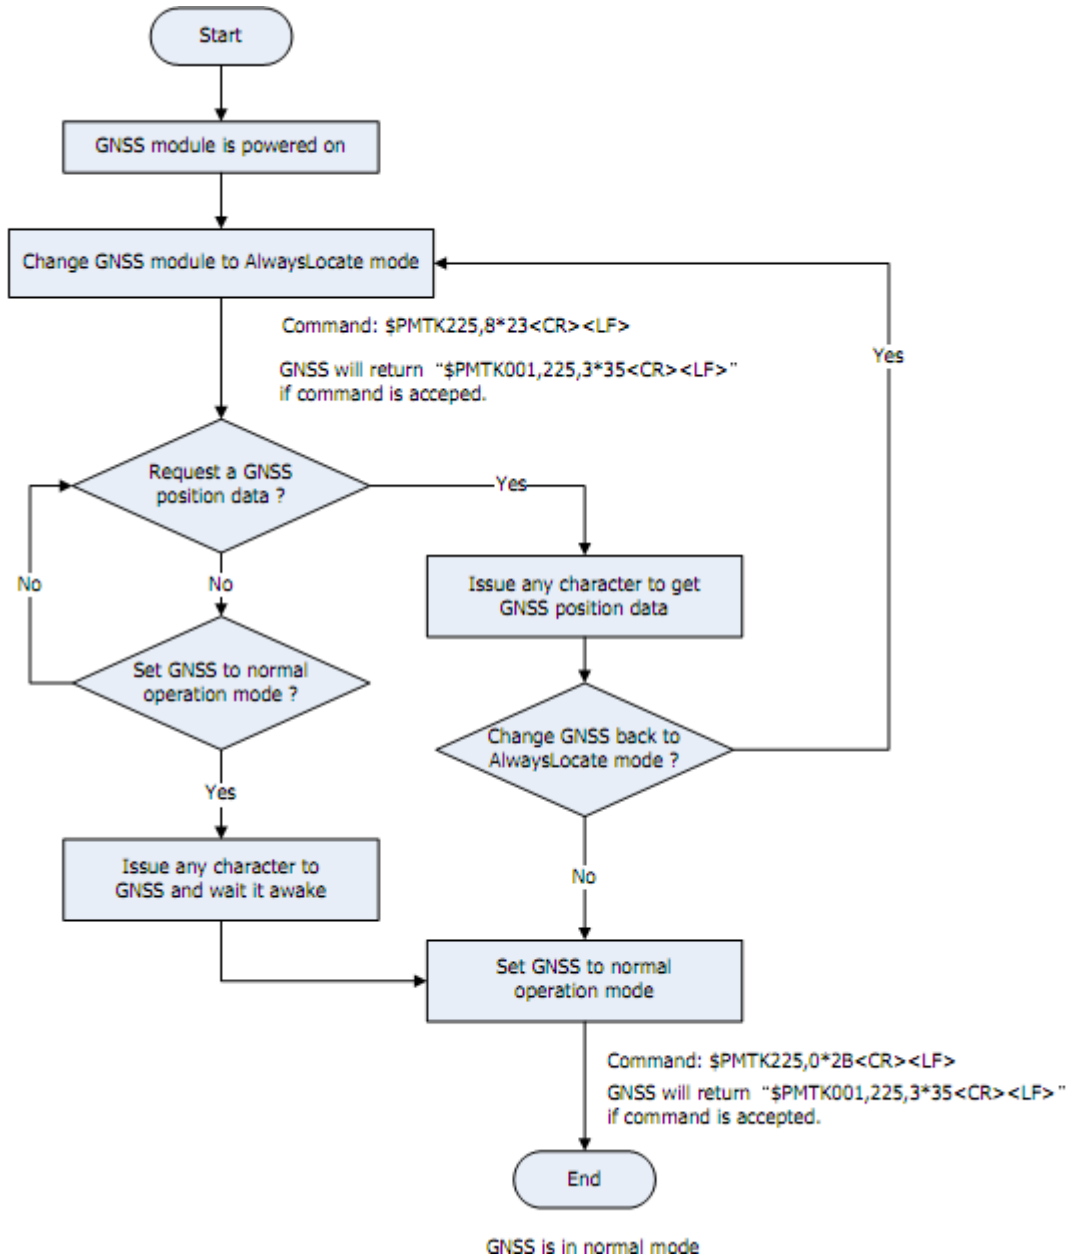 Start
GNSS module is powered on
Change GNSS module to AlwaysLocate mode
Command: $PMTK225,8*23<CR><LF>
GNSS will return “$PMTK001,225,3*35<CR><LF>”
if command is acceped.
Yes
Request a GNSS
position data ?
Yes
No
No
Issue any character to get
GNSS position data
Set GNSS to normal
operation mode ?
Change GNSS back to
AlwaysLocate mode ?
Yes
Issue any character to
GNSS and wait it awake
No
Set GNSS to normal
operation mode
Command: $PMTK225,0*2B<CR><LF>
GNSS will return “$PMTK001,225,3*35<CR><LF>”
if command is accepted.
End
GNSS is in normal mode